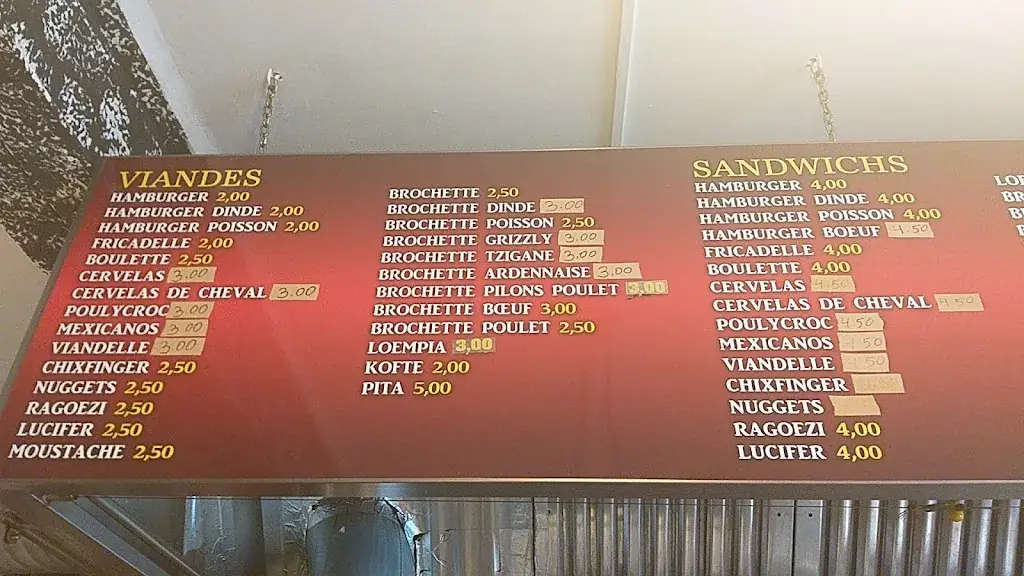 VIANDES
HAMBURGER 2,00
HAMBURGER DINDE 2,00
HAMBURGER POISSON 2,00
FRICADELLE 2,00
BOULETTE 2,50
CERVELAS 3.00
CERVELAS DE CHEVAL 3.00
POULYCROC 3.00
MEXICANOS 3.00
VIANDELLE 3.00
CHIXFINGER 2,50
NUGGETS 2,50
RAGOEZI 2,50
LUCIFER 2,50
MOUSTACHE 2,50
BROCHETTE 2,50
BROCHETTE DINDE 3.00
BROCHETTE POISSON 2,50
BROCHETTE GRIZZLY 3.00
BROCHETTE TZIGANE 3.00
BROCHETTE ARDENNAISE 3.00
BROCHETTE PILONS POULET 3,00
BROCHETTE BŒUF 3,00
BROCHETTE POULET 2,50
LOEMPIA 3,00
KOFTE 2,00
PITA 5,00
SANDWICHS
HAMBURGER 4,00
HAMBURGER DINDE 4,00
HAMBURGER POISSON 4,00
HAMBURGER BOEUF 4.50
FRICADELLE 4,00
BOULETTE 4,00
CERVELAS 4.50
CERVELAS DE CHEVAL 4.50
POULYCROC 4.50
MEXICANOS 4.50
VIANDELLE
CHIXFINGER
NUGGETS
RAGOEZI 4,00
LUCIFER 4,00